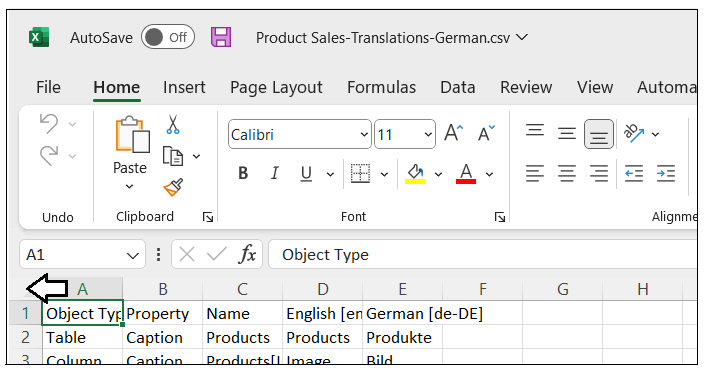 AutoSave Off Product Sales-Translations-German.csv
File Home Insert Page Layout Formulas Data Review View Automa
Calibri 11
Paste
B I U A
Undo Clipboard Font Alignme
A1 fx Object Type
A B C D E F G H
1 Object Typ Property Name English [en German [de-DE]
2 Table Caption Products Products Produkte
3 Column Caption Products[I Image Bild